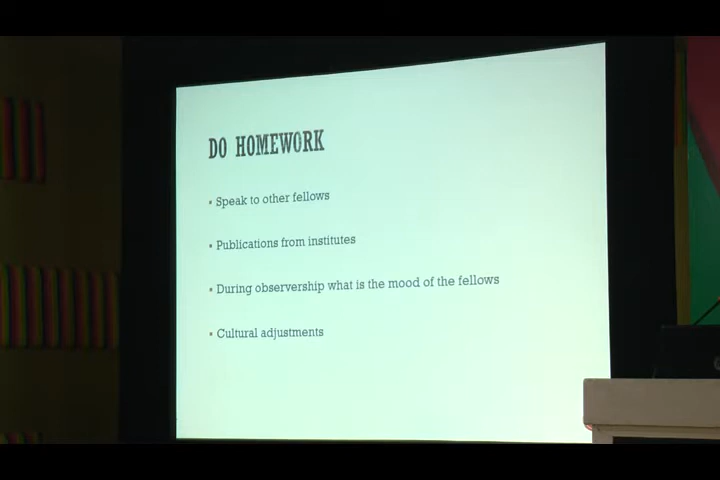 DO HOMEWORK
▪ Speak to other fellows
▪ Publications from institutes
▪ During observership what is the mood of the fellows
▪ Cultural adjustments